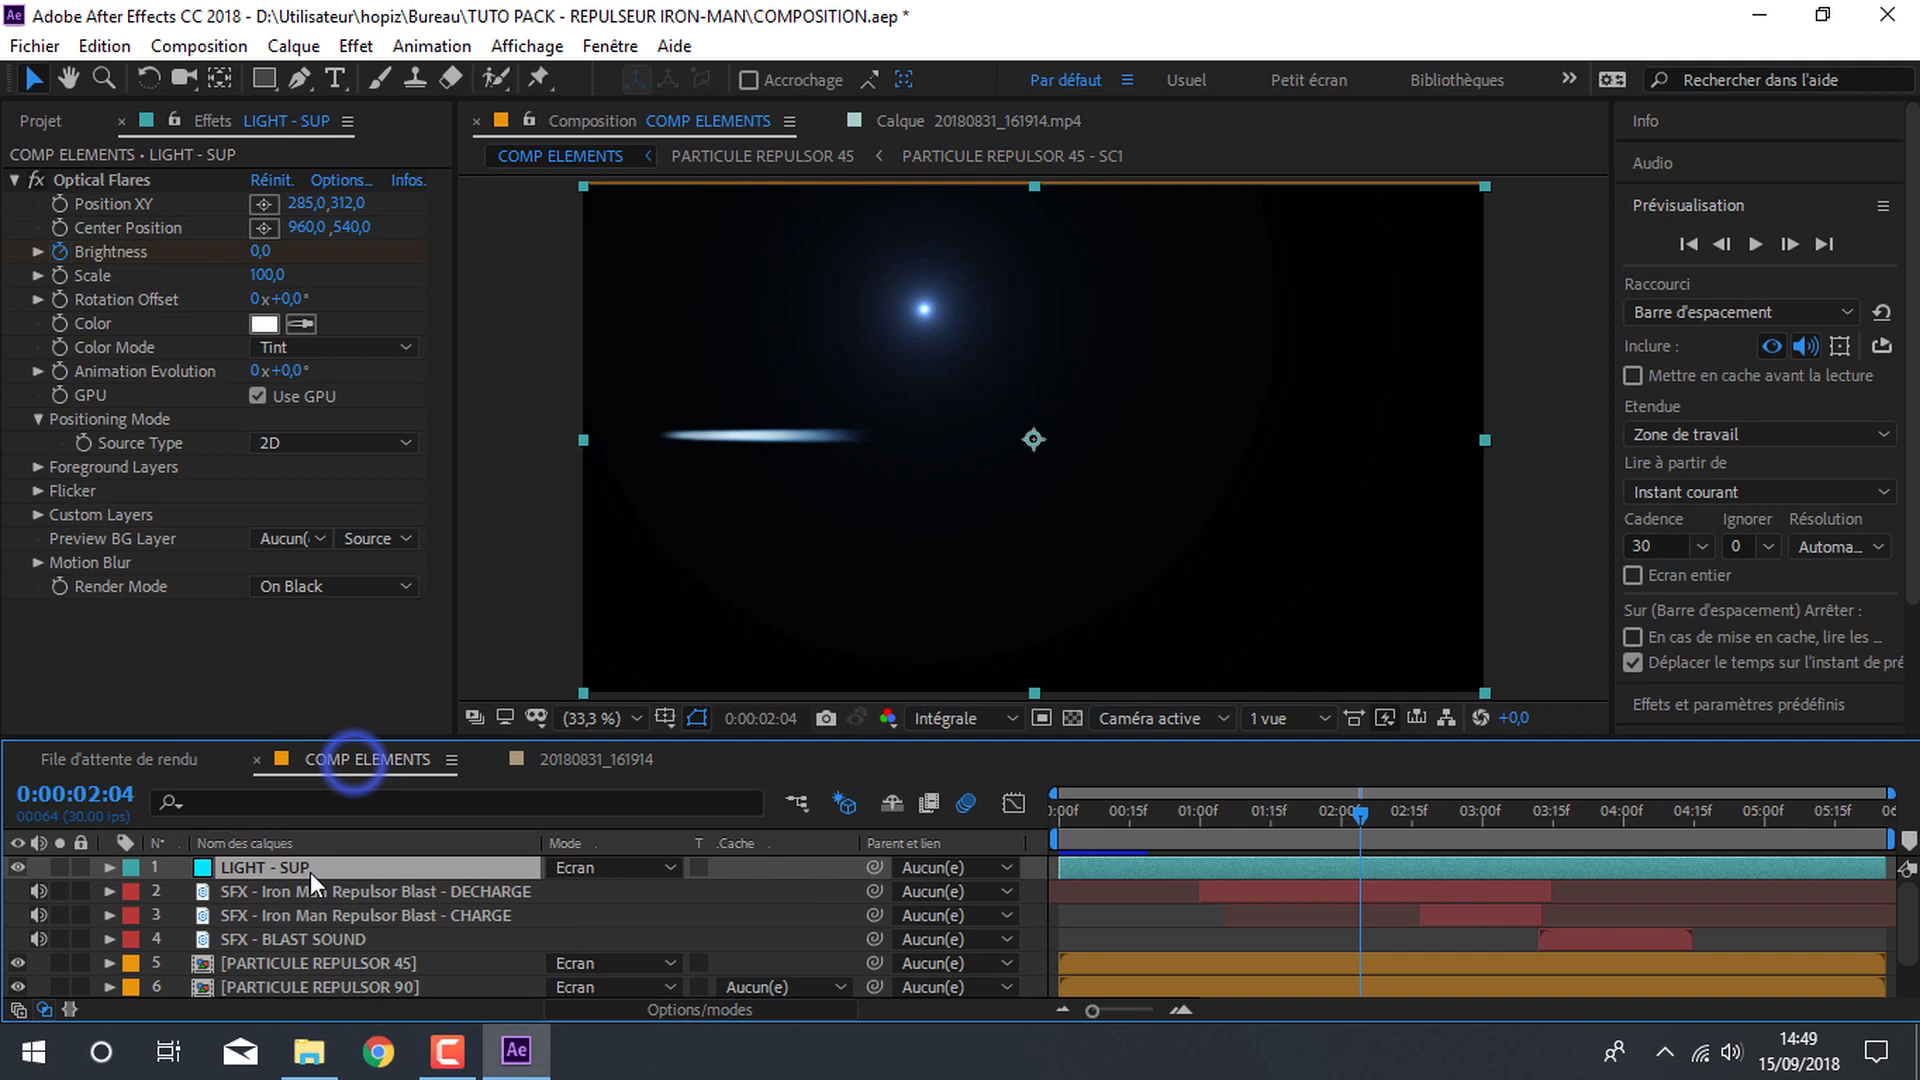 Adobe After Effects CC 2018 - D:\Utilisateur\hopiz\Bureau\TUTO PACK - REPULSEUR IRON-MAN\COMPOSITION.aep *
Fichier Edition Composition Calque Effet Animation Affichage Fenêtre Aide
Accrochage Par défaut Usuel Petit écran Bibliothèques Rechercher dans l'aide
Projet Effets LIGHT - SUP
Composition COMP ELEMENTS Calque 20180831_161914.mp4
COMP ELEMENTS • LIGHT - SUP
COMP ELEMENTS PARTICULE REPULSOR 45 PARTICULE REPULSOR 45 - SC1
fx Optical Flares Réinit. Options... Infos.
Position XY 285,0,312,0
Center Position 960,0,540,0
Brightness 0,0
Scale 100,0
Rotation Offset 0x+0,0°
Color
Color Mode Tint
Animation Evolution 0x+0,0°
GPU Use GPU
Positioning Mode
Source Type 2D
Foreground Layers
Flicker
Custom Layers
Preview BG Layer Aucun( Source
Motion Blur
Render Mode On Black
Info
Audio
Prévisualisation
Raccourci
Barre d'espacement
Inclure :
Mettre en cache avant la lecture
Etendue
Zone de travail
Lire à partir de
Instant courant
Cadence Ignorer Résolution
30 0 Automa...
Ecran entier
Sur (Barre d'espacement) Arrêter :
En cas de mise en cache, lire les ...
Déplacer le temps sur l'instant de pré
Effets et paramètres prédéfinis
(33,3 %) 0:00:02:04 Intégrale Caméra active 1 vue +0,0
File d'attente de rendu COMP ELEMENTS 20180831_161914
0:00:02:04
00064 (30.00 ips)
:00f 00:15f 01:00f 01:15f 02:00f 02:15f 03:00f 03:15f 04:00f 04:15f 05:00f 05:15f 06
N° Nom des calques Mode T .Cache Parent et lien
1 LIGHT - SUP Ecran Aucun(e)
2 SFX - Iron Man Repulsor Blast - DECHARGE Aucun(e)
3 SFX - Iron Man Repulsor Blast - CHARGE Aucun(e)
4 SFX - BLAST SOUND Aucun(e)
5 [PARTICULE REPULSOR 45] Ecran Aucun(e)
6 [PARTICULE REPULSOR 90] Ecran Aucun(e) Aucun(e)
Options/modes
Ae
14:49
15/09/2018